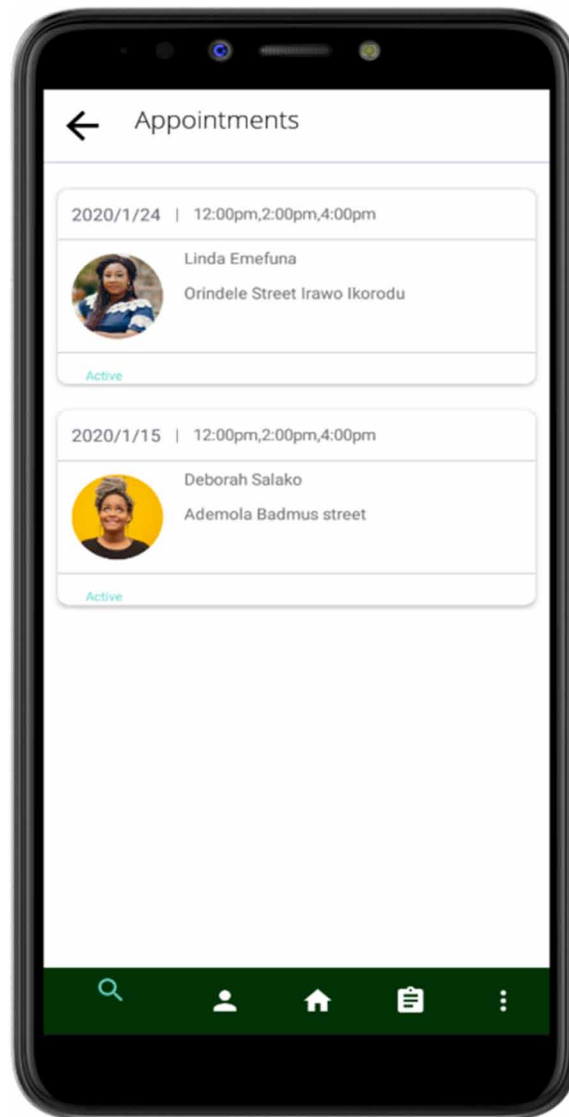 Appointments
2020/1/24 | 12:00pm,2:00pm,4:00pm
Linda Emefuna
Orindele Street Irawo Ikorodu
Active
2020/1/15 | 12:00pm,2:00pm,4:00pm
Deborah Salako
Ademola Badmus street
Active